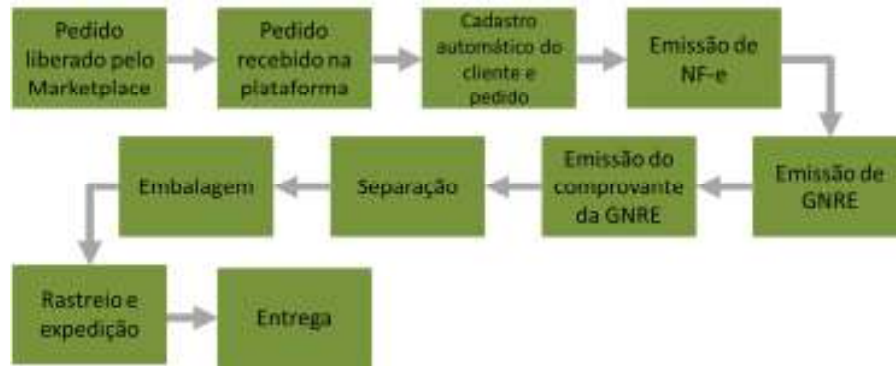 Pedido
liberado pelo
Marketplace
Pedido
recebido na
plataforma
Cadastro
automático do
cliente e
pedido
Emissão de
NF-e
Emissão de
GNRE
Emissão do
comprovante
da GNRE
Separação
Embalagem
Rastreio e
expedição
Entrega